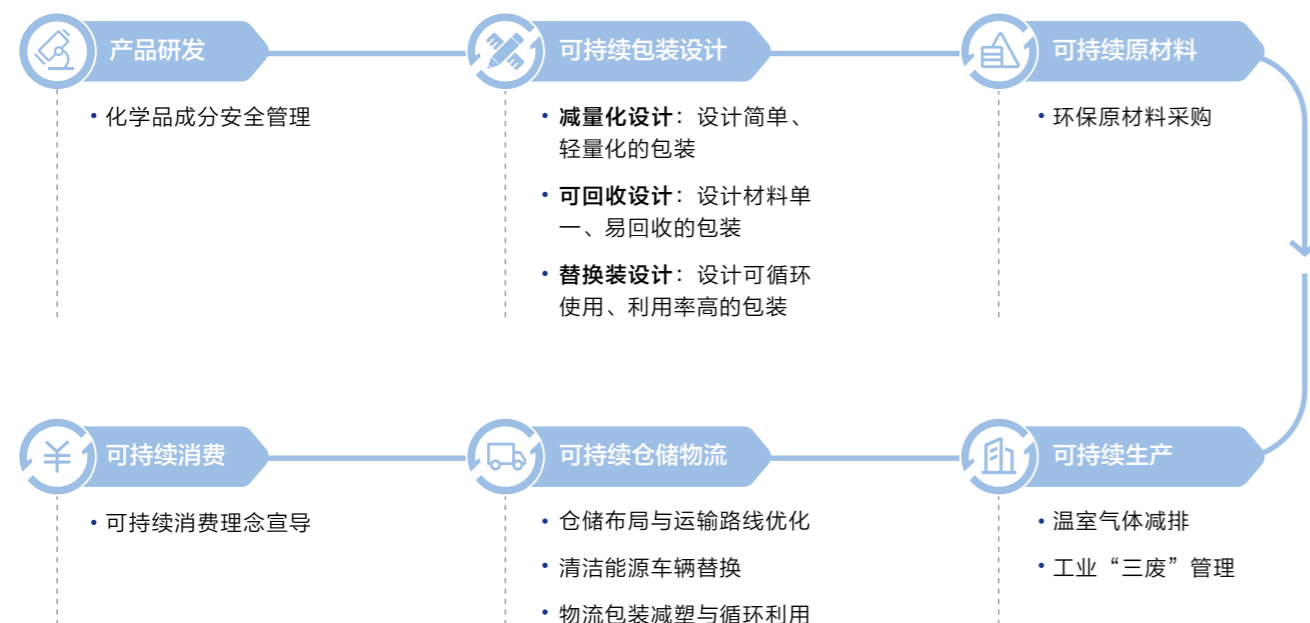 产品研发
• 化学品成分安全管理
可持续包装设计
• 减量化设计：设计简单、
轻量化的包装
• 可回收设计：设计材料单
一、易回收的包装
• 替换装设计：设计可循环
使用、利用率高的包装
可持续原材料
• 环保原材料采购
可持续生产
• 温室气体减排
• 工业“三废”管理
可持续仓储物流
• 仓储布局与运输路线优化
• 清洁能源车辆替换
• 物流包装减塑与循环利用
可持续消费
• 可持续消费理念宣导